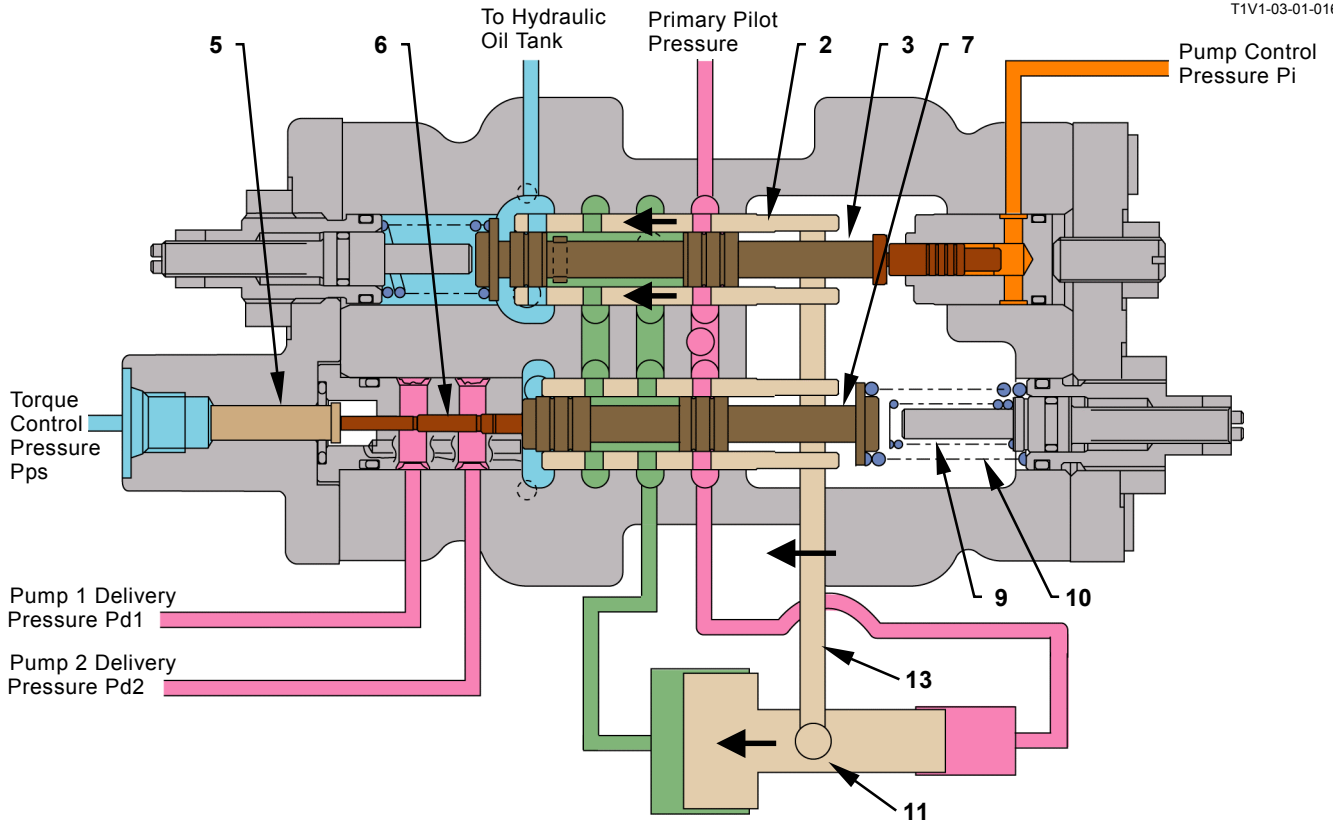 T1V1-03-01-016
To Hydraulic
Oil Tank
Primary Pilot
Pressure
Pump Control
Pressure Pi
5
6
2
3
7
Torque
Control
Pressure
Pps
9
10
Pump 1 Delivery
Pressure Pd1
Pump 2 Delivery
Pressure Pd2
13
11